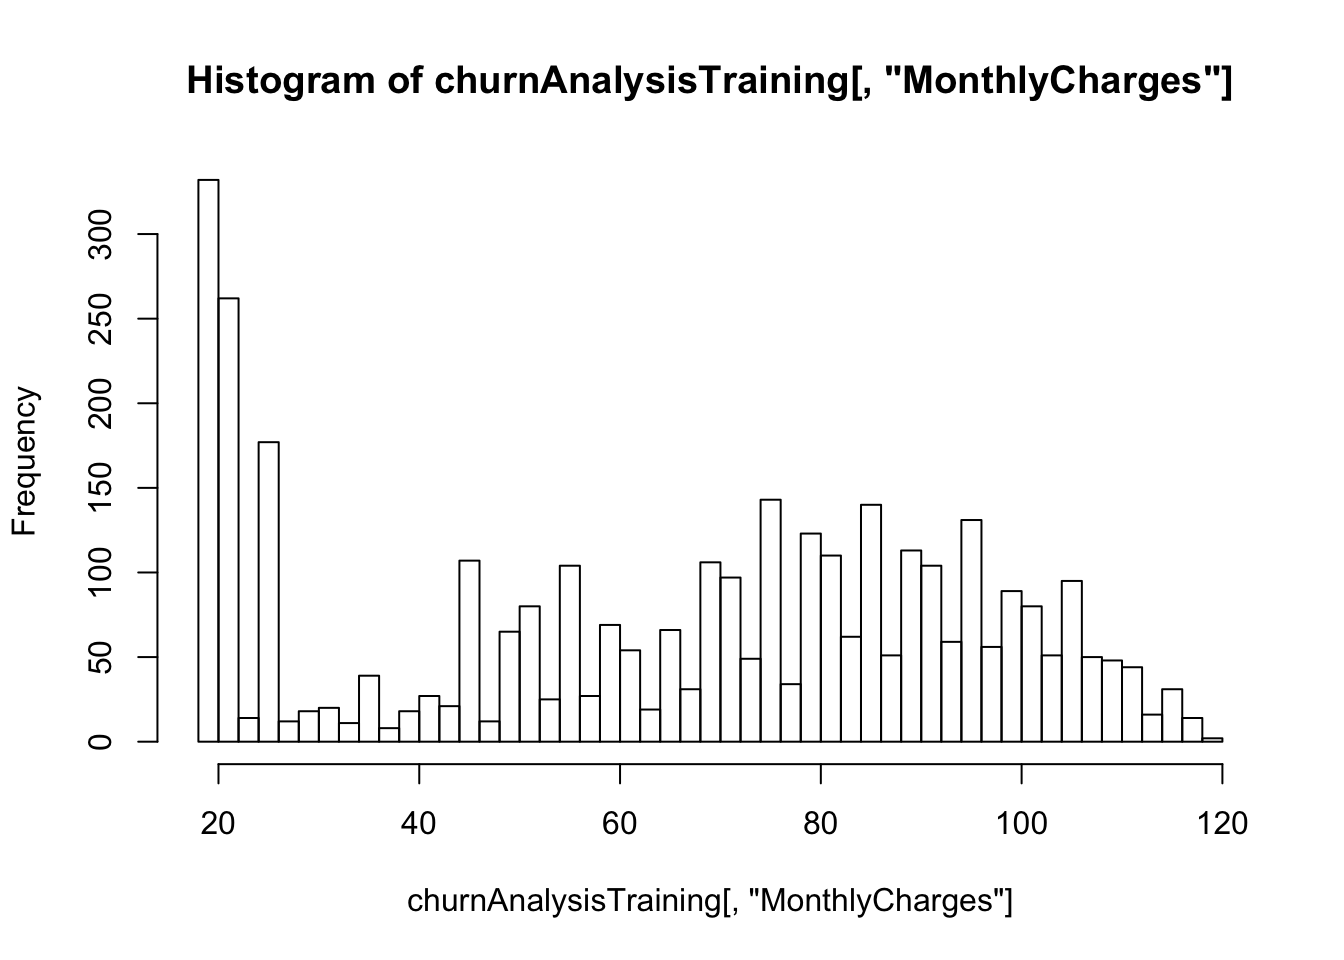 Histogram of churnAnalysisTraining[, "MonthlyCharges"]
Frequency
300
250
200
150
100
50
0
20 40 60 80 100 120
churnAnalysisTraining[, "MonthlyCharges"]